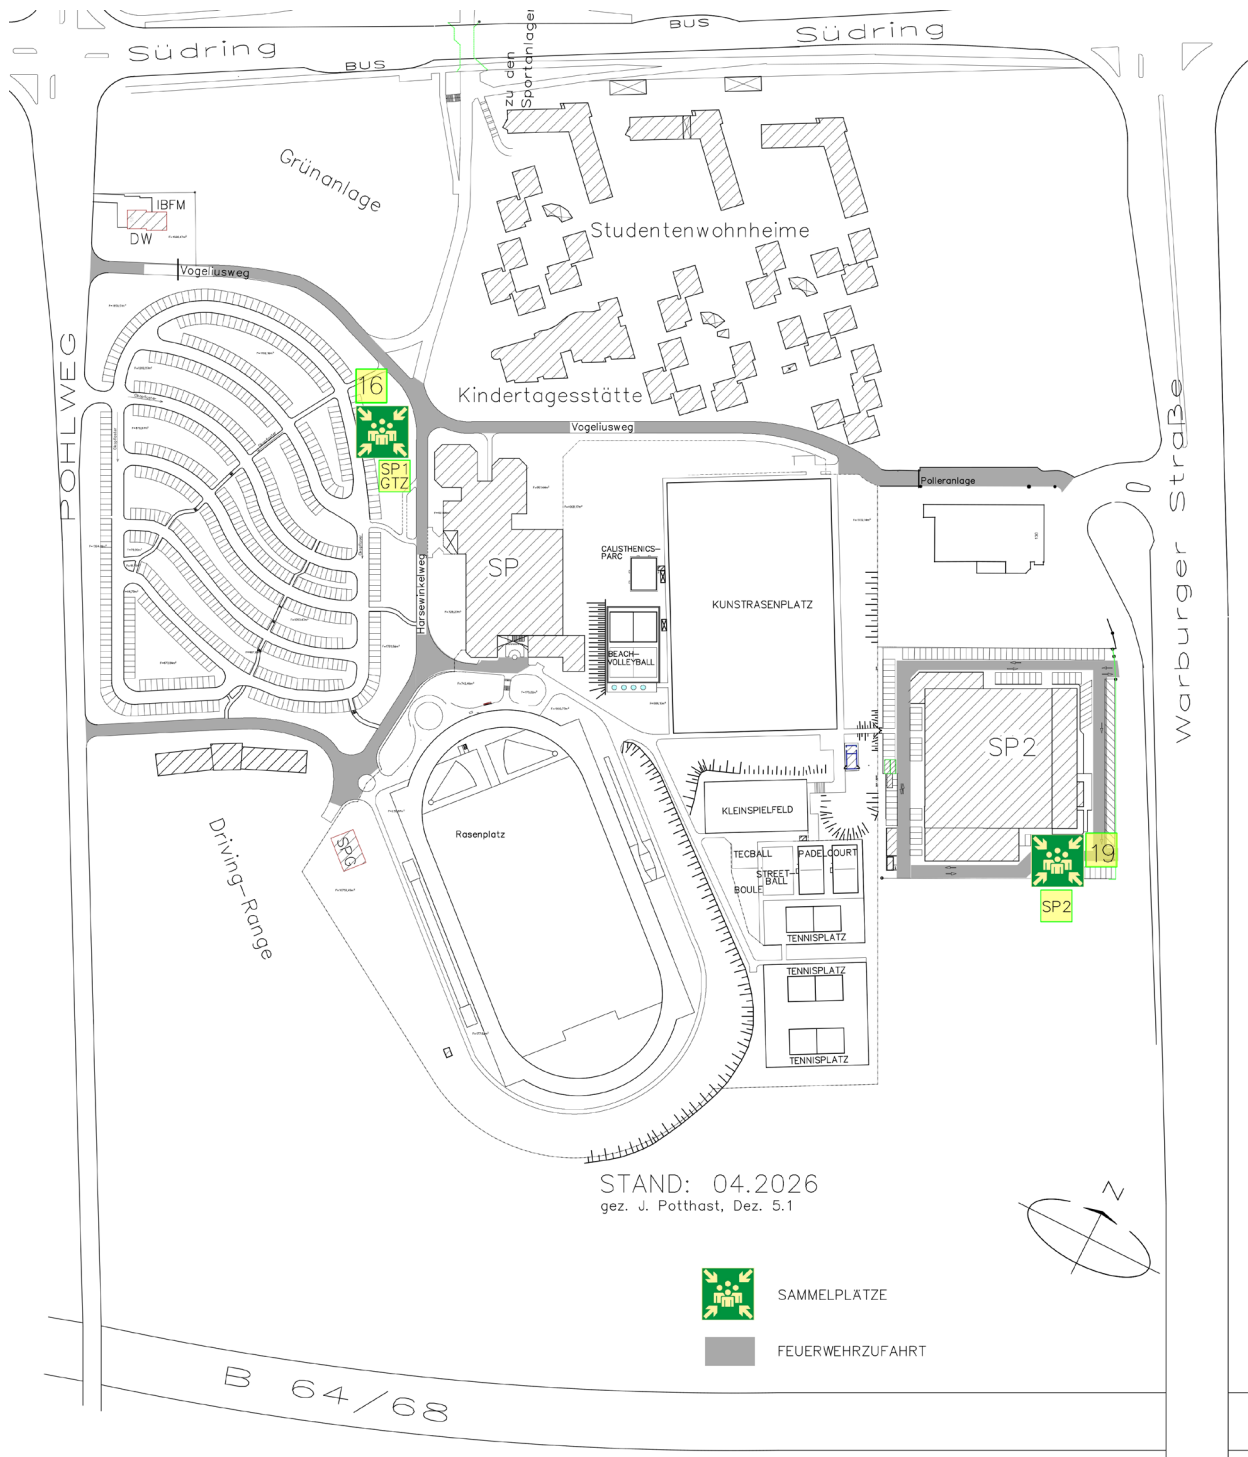 BUS
Südring
Südring
BUS
zu den
Sportanlagen
Grünanlage
IBFM
DW
Studentenwohnheime
Vogeliusweg
POHLWEG
16
Kindertagesstätte
Vogeliusweg
SP1
GTZ
Polieranlage
Warburger Straße
Harsewinkelweg
SP
CALISTHENICS-
PARC
KUNSTRASENPLATZ
BEACH-
VOLLEYBALL
SP2
KLEINSPIELFELD
Rasenplatz
SPG
Driving-Range
TECBALL
PADELCOURT
STREET-
BALL
BOULE
19
SP2
TENNISPLATZ
TENNISPLATZ
TENNISPLATZ
STAND: 04.2026
gez. J. Potthast, Dez. 5.1
N
SAMMELPLÄTZE
FEUERWEHRZUFAHRT
B 64/68